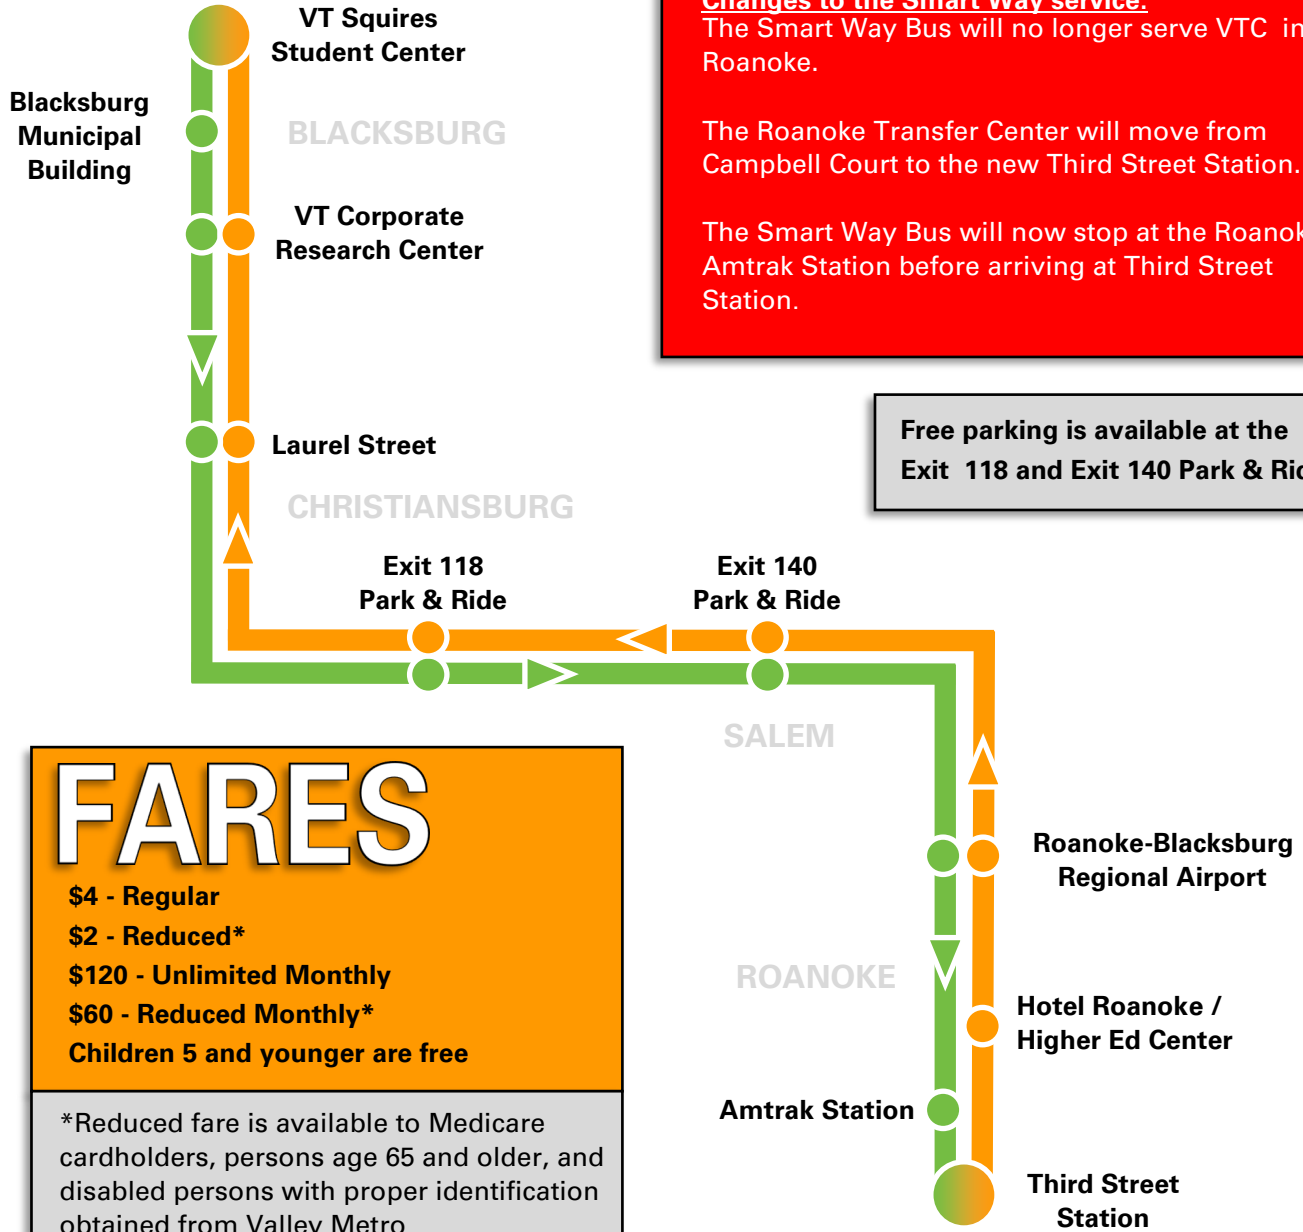 VT Squires
Student Center
Blacksburg
Municipal
Building
BLACKSBURG
VT Corporate
Research Center
Changes to the Smart Way service:
The Smart Way Bus will no longer serve VTC in
Roanoke.
The Roanoke Transfer Center will move from
Campbell Court to the new Third Street Station.
The Smart Way Bus will now stop at the
Amtrak Station before arriving at Third Street
Station.
Free parking is available at the
Exit 118 and Exit 140 Park &
Laurel Street
CHRISTIANSBURG
Exit 118
Park & Ride
Exit 140
Park & Ride
SALEM
FARES
$4 - Regular
$2 - Reduced*
$120 - Unlimited Monthly
$60 - Reduced Monthly*
Children 5 and younger are free
*Reduced fare is available to Medicare
cardholders, persons age 65 and older, and
disabled persons with proper identification
obtained from Valley Metro
Roanoke-Blacksburg
Regional Airport
ROANOKE
Hotel Roanoke /
Higher Ed Center
Amtrak Station
Third Street
Station